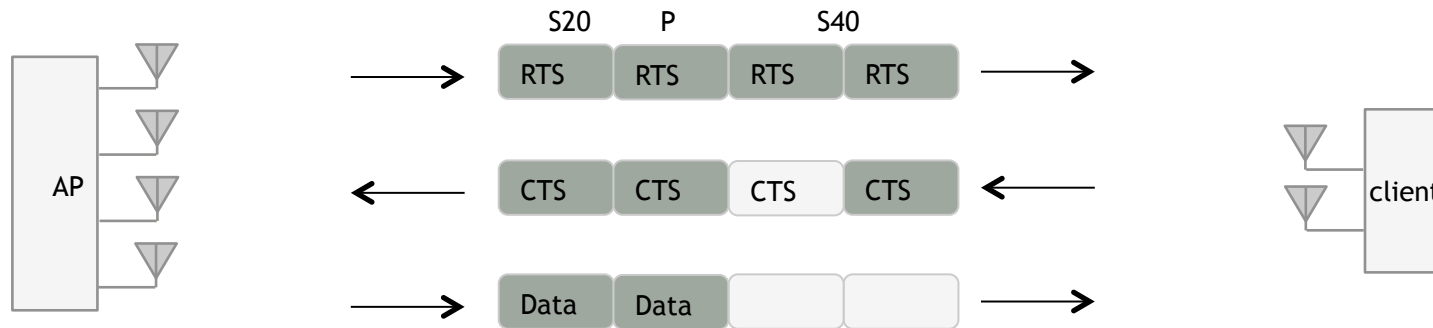 S20 P S40
RTS RTS RTS RTS
AP CTS CTS CTS CTS client
Data Data